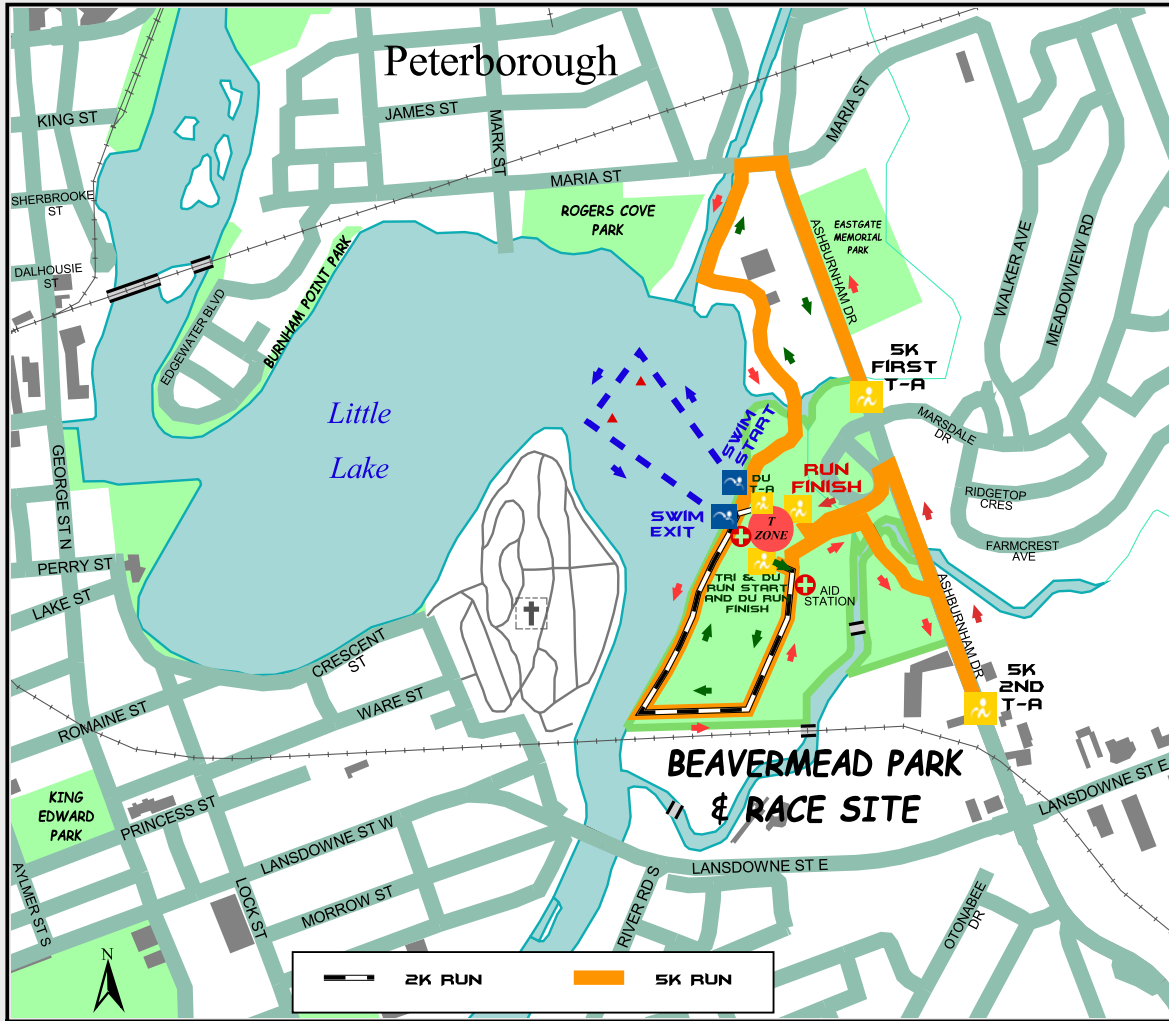 Peterborough
KING ST
JAMES ST
MARK ST
MARIA ST
MARIA ST
SHERBROOKE
ST
ROGERS COVE
PARK
EASTGATE
MEMORIAL
PARK
ASHBURNHAM DR
WALKER AVE
MEADOWVIEW RD
DALHOUSIE
ST
EDGEWATER BLVD
BURNHAM POINT PARK
5K
FIRST
T-A
Little
Lake
MARSDALE
DR
SWIM
START
DU
T-A
RUN
FINISH
GEORGE ST N
RIDGETOP
CRES
SWIM
EXIT
T
ZONE
FARMCREST
AVE
PERRY ST
LAKE ST
TRI & DU
RUN START
AND DU RUN
FINISH
AID
STATION
ASHBURNHAM DR
CRESCENT
ST
5K
2ND
T-A
ROMAINE ST
WARE ST
BEAVERMEAD PARK
& RACE SITE
KING
EDWARD
PARK
PRINCESS ST
LANSDOWNE ST E
LANSDOWNE ST W
LANSDOWNE ST E
AYLMER ST S
LOCK ST
MORROW ST
RIVER RD S
OTONABEE
DR
N
2K RUN
5K RUN